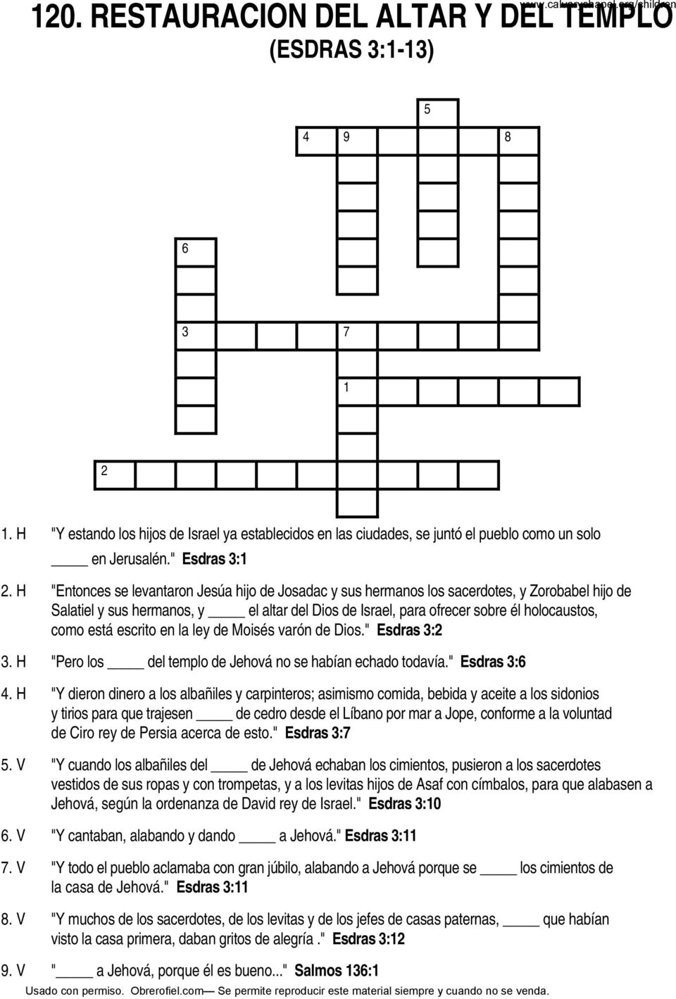 www.calvarychapel.org/children
120. RESTAURACION DEL ALTAR Y DEL TEMPLO
(ESDRAS 3:1-13)
5
4 9 8
6
3 7
1
2
1. H "Y estando los hijos de Israel ya establecidos en las ciudades, se juntó el pueblo como un solo
_____ en Jerusalén." Esdras 3:1
2. H "Entonces se levantaron Jesúa hijo de Josadac y sus hermanos los sacerdotes, y Zorobabel hijo de
Salatiel y sus hermanos, y _____ el altar del Dios de Israel, para ofrecer sobre él holocaustos,
como está escrito en la ley de Moisés varón de Dios." Esdras 3:2
3. H "Pero los _____ del templo de Jehová no se habían echado todavía." Esdras 3:6
4. H "Y dieron dinero a los albañiles y carpinteros; asimismo comida, bebida y aceite a los sidonios
y tirios para que trajesen _____ de cedro desde el Líbano por mar a Jope, conforme a la voluntad
de Ciro rey de Persia acerca de esto." Esdras 3:7
5. V "Y cuando los albañiles del _____ de Jehová echaban los cimientos, pusieron a los sacerdotes
vestidos de sus ropas y con trompetas, y a los levitas hijos de Asaf con címbalos, para que alabasen a
Jehová, según la ordenanza de David rey de Israel." Esdras 3:10
6. V "Y cantaban, alabando y dando _____ a Jehová." Esdras 3:11
7. V "Y todo el pueblo aclamaba con gran júbilo, alabando a Jehová porque se _____ los cimientos de
la casa de Jehová." Esdras 3:11
8. V "Y muchos de los sacerdotes, de los levitas y de los jefes de casas paternas, _____ que habían
visto la casa primera, daban gritos de alegría ." Esdras 3:12
9. V "_____ a Jehová, porque él es bueno..." Salmos 136:1
Usado con permiso. Obrerofiel.com— Se permite reproducir este material siempre y cuando no se venda.